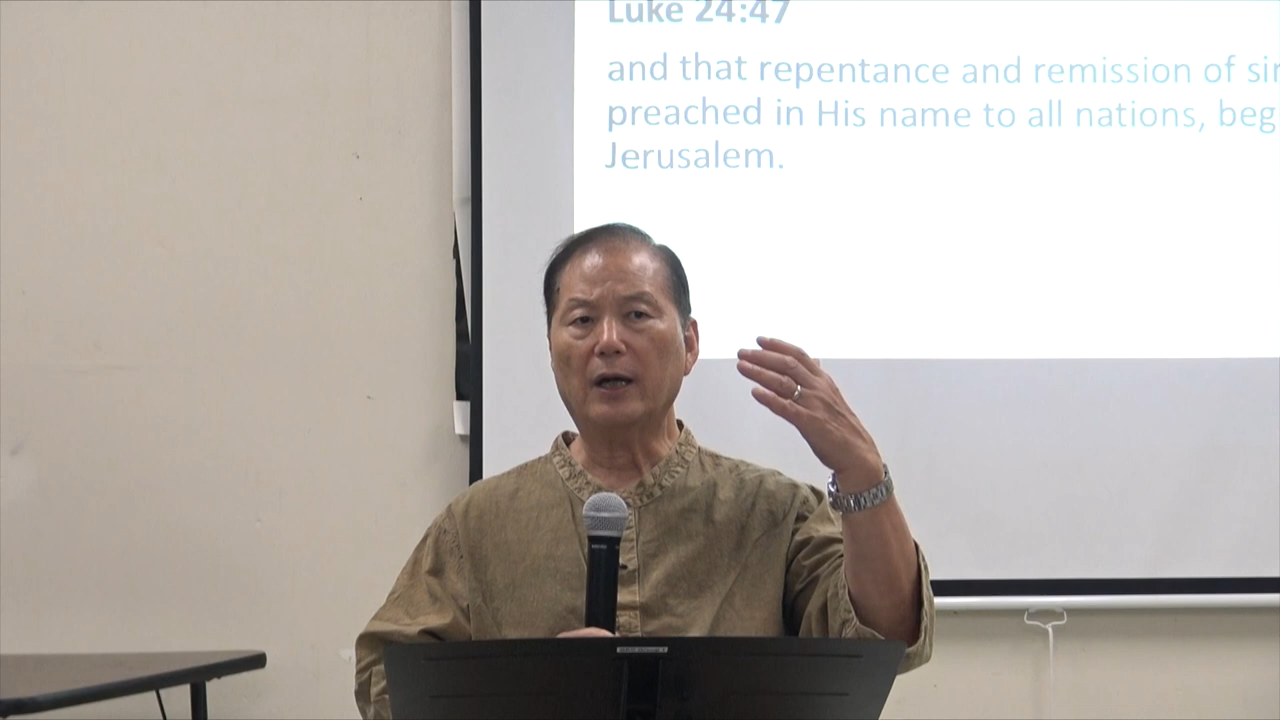 Luke 24:47
and that repentance and remission of
preached in His name to all nations,
Jerusalem.